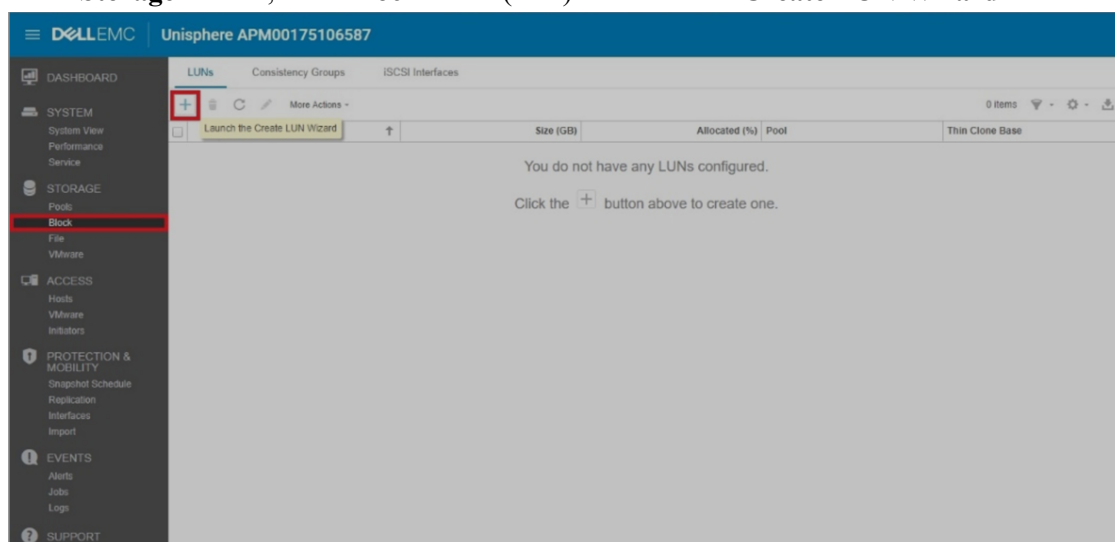 DELLEMC Unisphere APM00175106587
DASHBOARD
SYSTEM
System View
Performance
Service
STORAGE
Pools
Block
File
VMware
ACCESS
Hosts
VMware
Initiators
PROTECTION &
MOBILITY
Snapshot Schedule
Replication
Interfaces
Import
EVENTS
Alerts
Jobs
Logs
SUPPORT
LUNs Consistency Groups iSCSI Interfaces
More Actions
0 items
Launch the Create LUN Wizard
Size (GB) Allocated (%) Pool Thin Clone Base
You do not have any LUNs configured.
Click the + button above to create one.